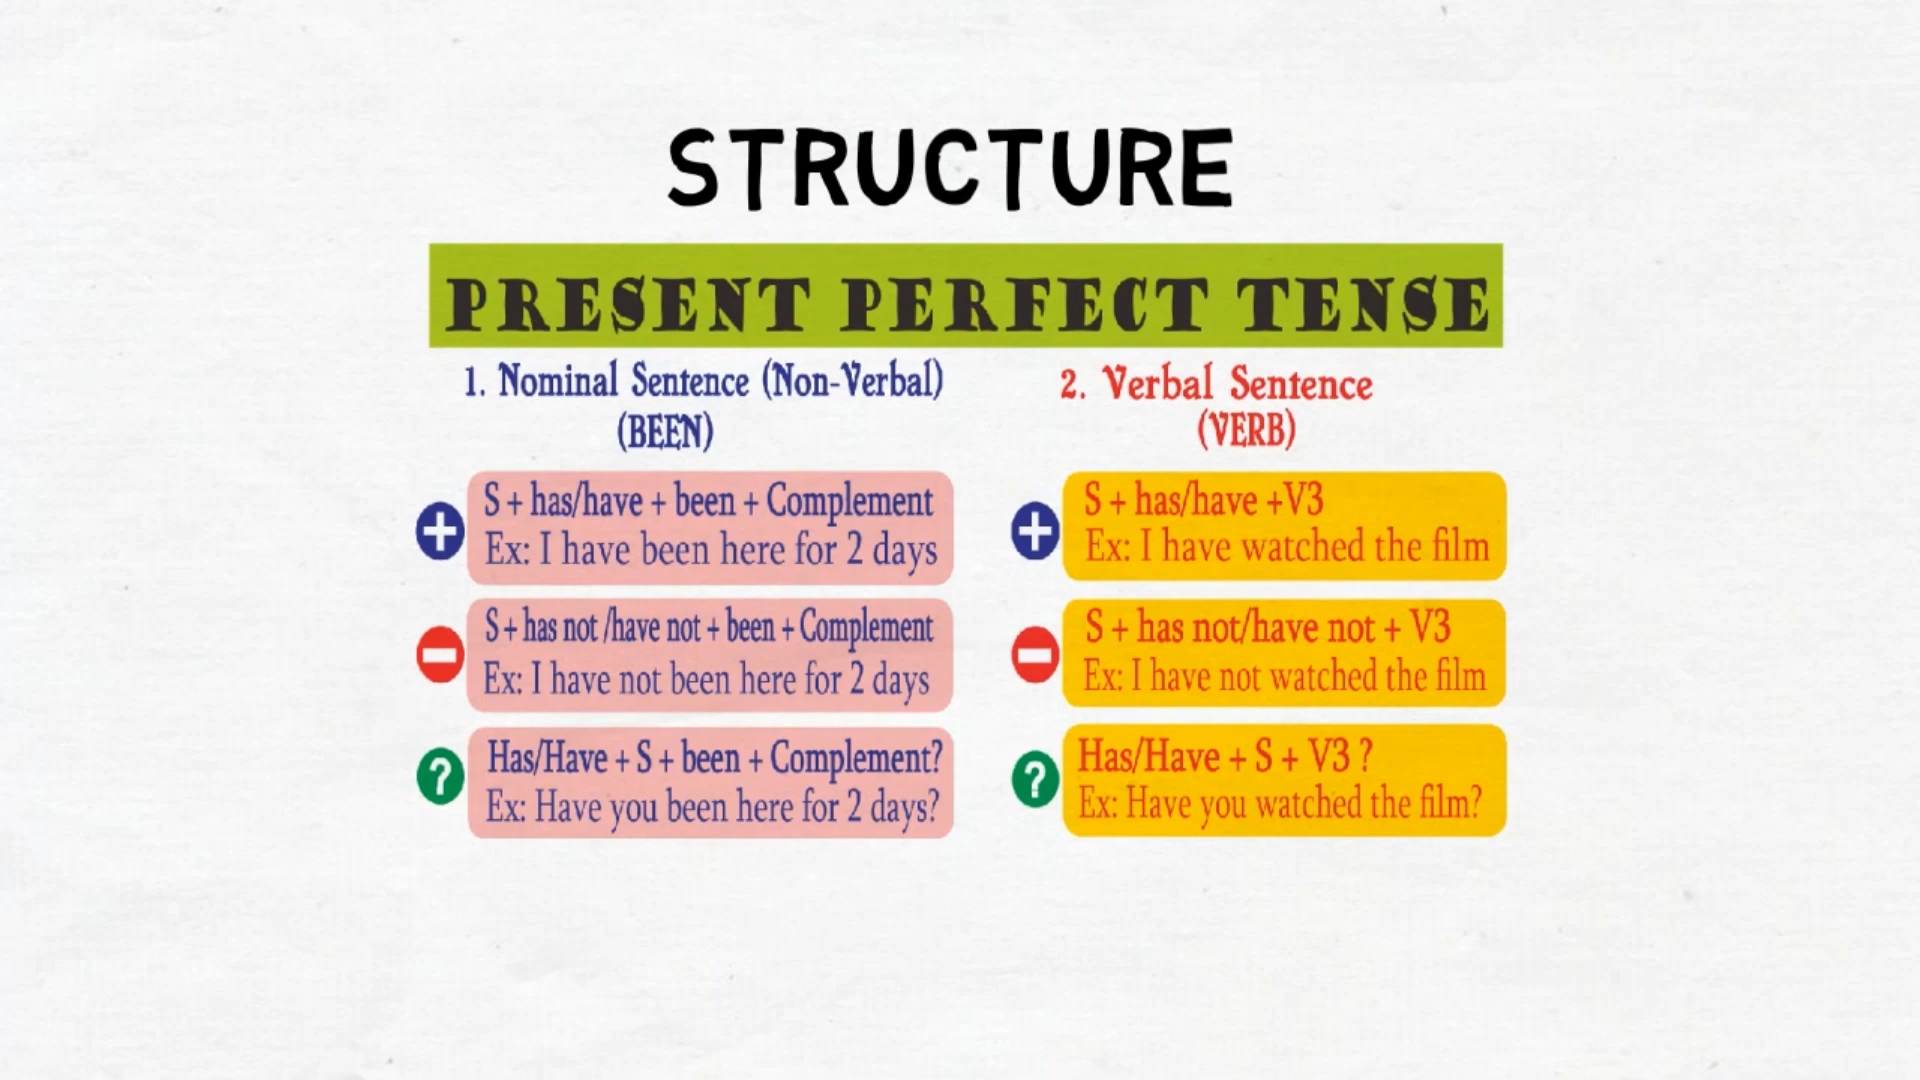 STRUCTURE
PRESENT PERFECT TENSE
1. Nominal Sentence (Non-Verbal)
(BEEN)
S + has/have + been + Complement
Ex: I have been here for 2 days
S + has not /have not + been + Complement
Ex: I have not been here for 2 days
Has/Have + S + been + Complement?
Ex: Have you been here for 2 days?
2. Verbal Sentence
(VERB)
S + has/have +V3
Ex: I have watched the film
S + has not/have not + V3
Ex: I have not watched the film
Has/Have + S + V3 ?
Ex: Have you watched the film?